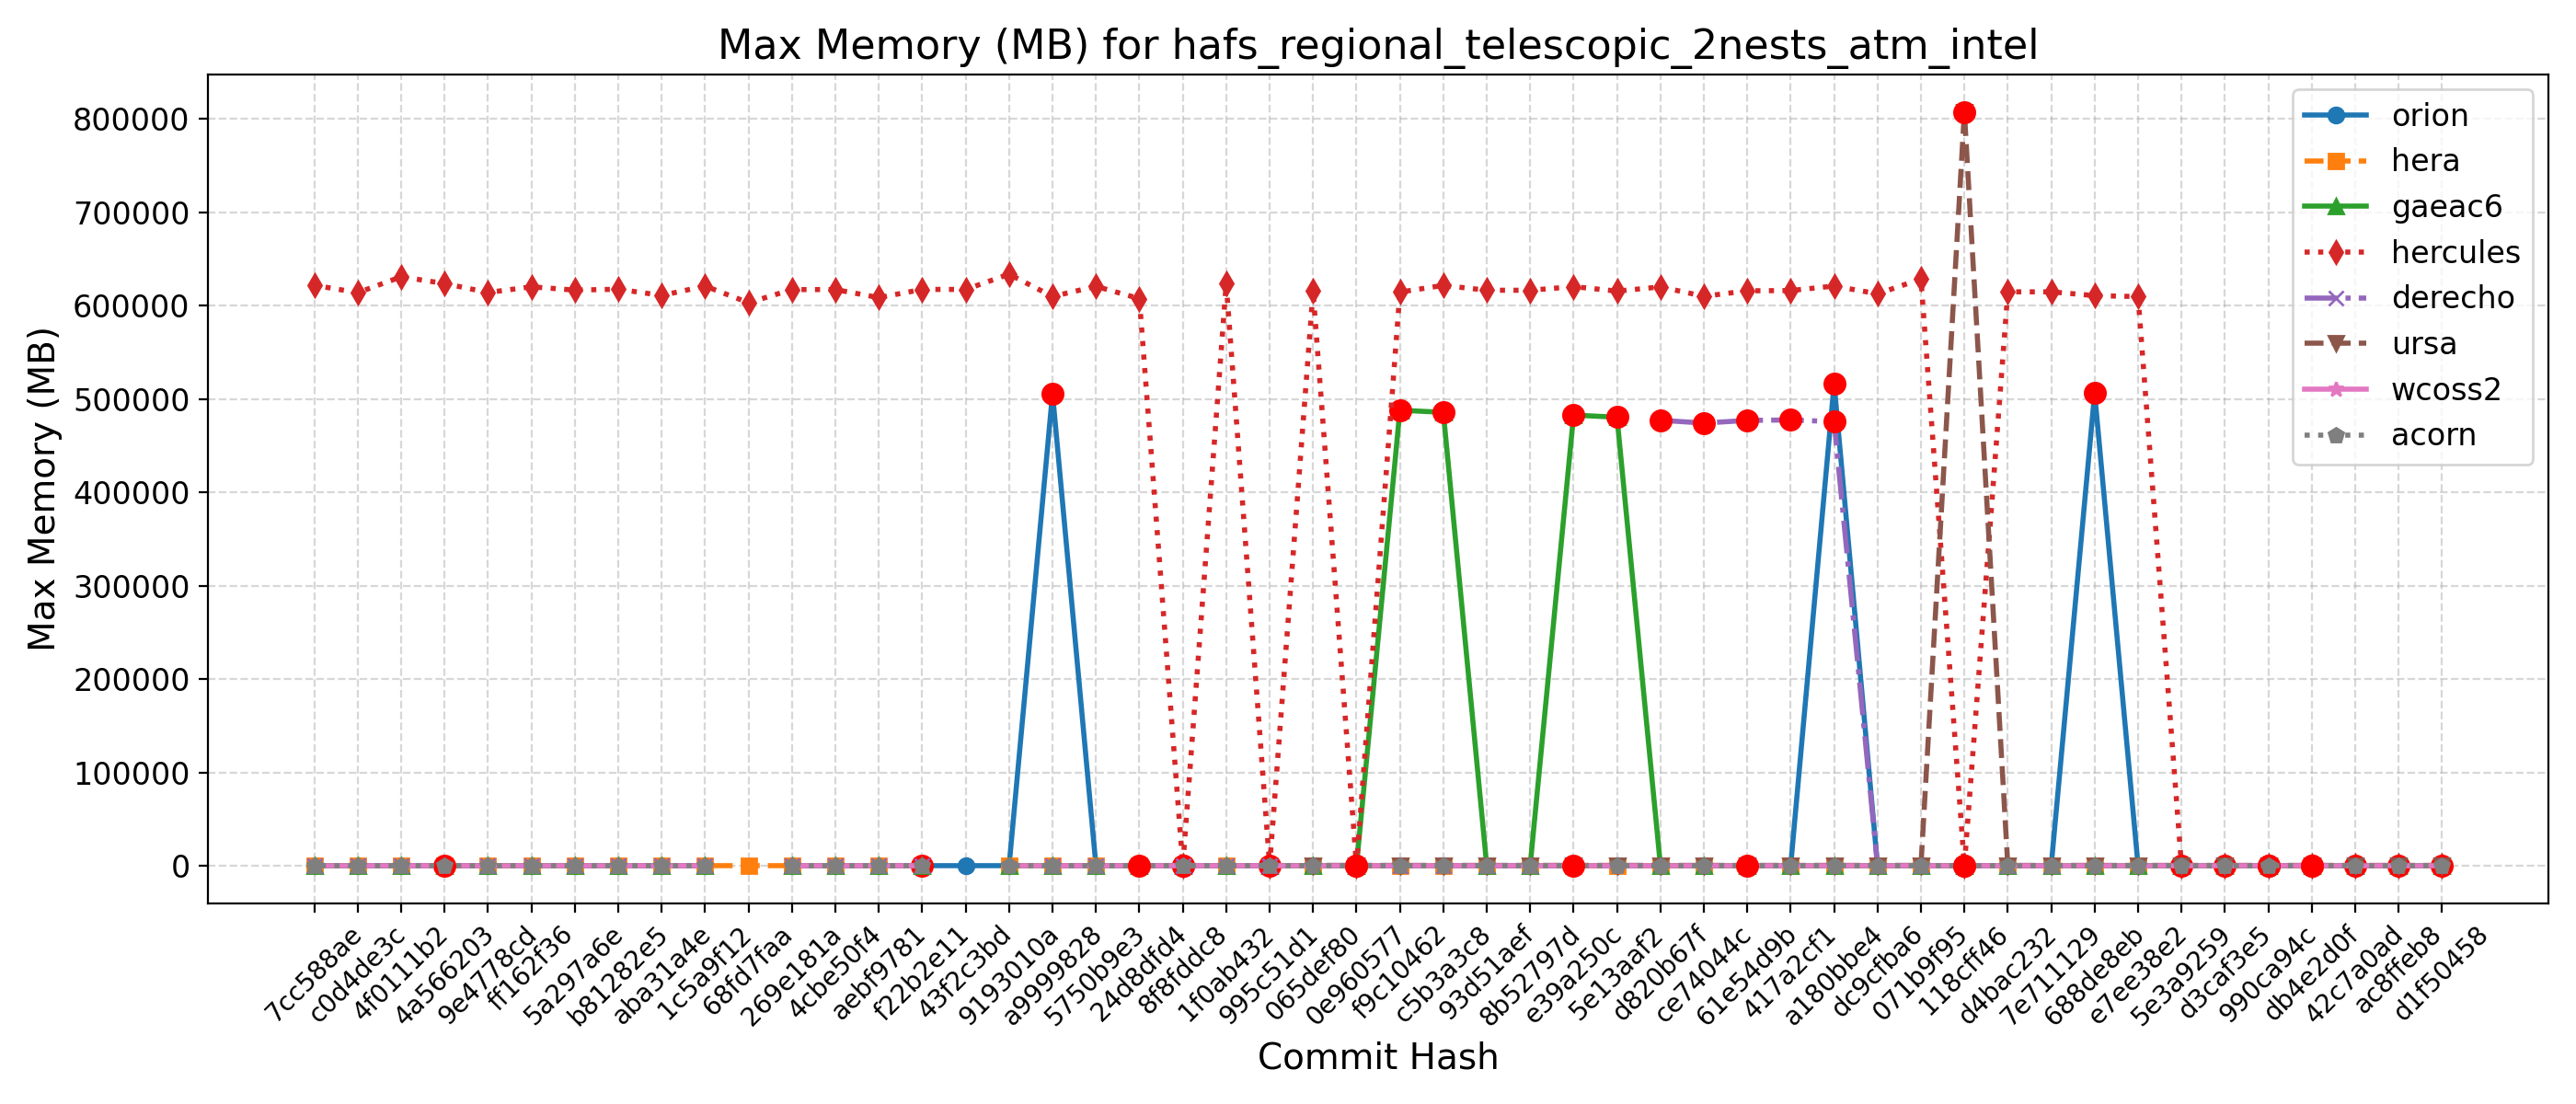 Max Memory (MB) for hafs_regional_telescopic_2nests_atm_intel
Max Memory (MB)
800000
700000
600000
500000
400000
300000
200000
100000
0
orion
hera
gaeac6
hercules
derecho
ursa
wcoss2
acorn
7cc588ae
c0d4de3c
4f0111b2
4a566203
9e4778cd
ff162f36
5a297a6e
b81282e5
aba31a4e
1c5a9f12
68fd7faa
269e181a
4cbe50f4
aebf9781
f22b2e11
43f2c3bd
9193010a
a9999828
5750b9e3
24d8dfd4
8f8fddc8
1f0ab432
995c51d1
065def80
0e960577
f9c10462
c5b3a3c8
93d51aef
8b52797d
e39a250c
5e13aaf2
d820b67f
ce74044c
61e54d9b
417a2cf1
a180bbe4
dc9cfba6
071b9f95
118cff46
d4bac232
7e711129
688de8eb
e7ee38e2
5e3a9259
d3caf3e5
990ca94c
db4e2d0f
42c7a0ad
ac8ffeb8
d1f50458
Commit Hash